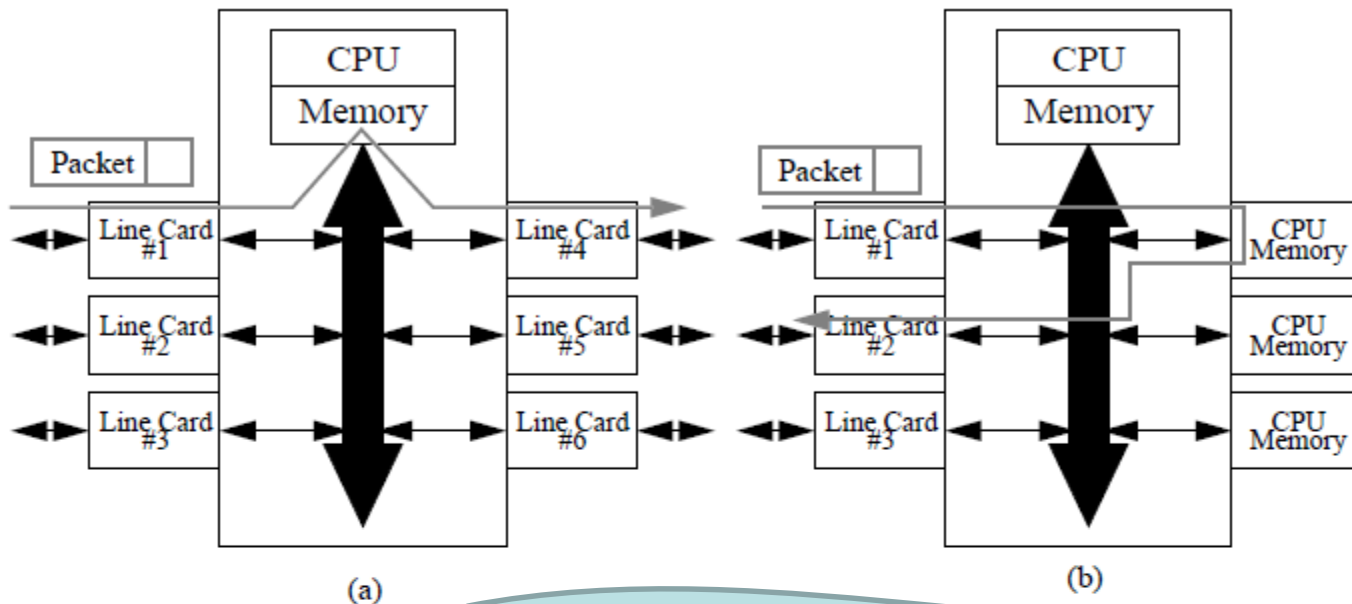 CPU
Memory
Packet
Line Card
#1
Line Card
#2
Line Card
#3
Line Card
#4
Line Card
#5
Line Card
#6
(a)
CPU
Memory
Packet
Line Card
#1
Line Card
#2
Line Card
#3
CPU
Memory
CPU
Memory
CPU
Memory
(b)